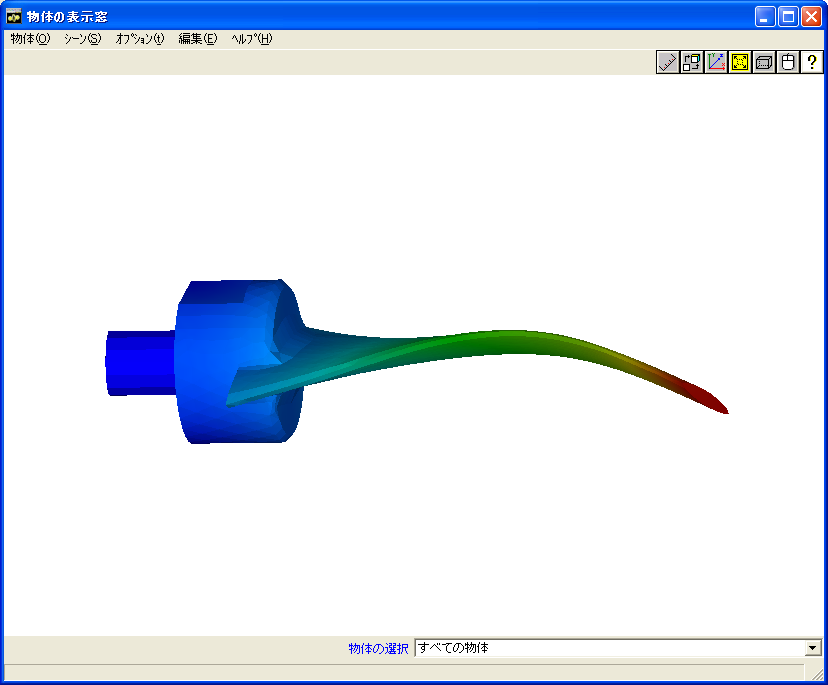 物体の表示窓
物体(O) シーン(S) オプション(t) 編集(E) ヘルプ(H)
?
物体の選択 すべての物体